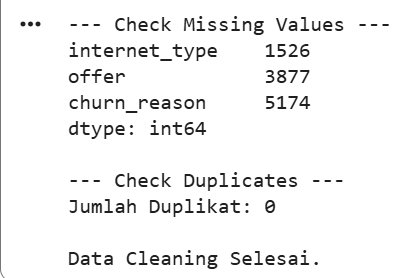 --- Check Missing Values ---
internet_type    1526
offer            3877
churn_reason     5174
dtype: int64

--- Check Duplicates ---
Jumlah Duplikat: 0

Data Cleaning Selesai.